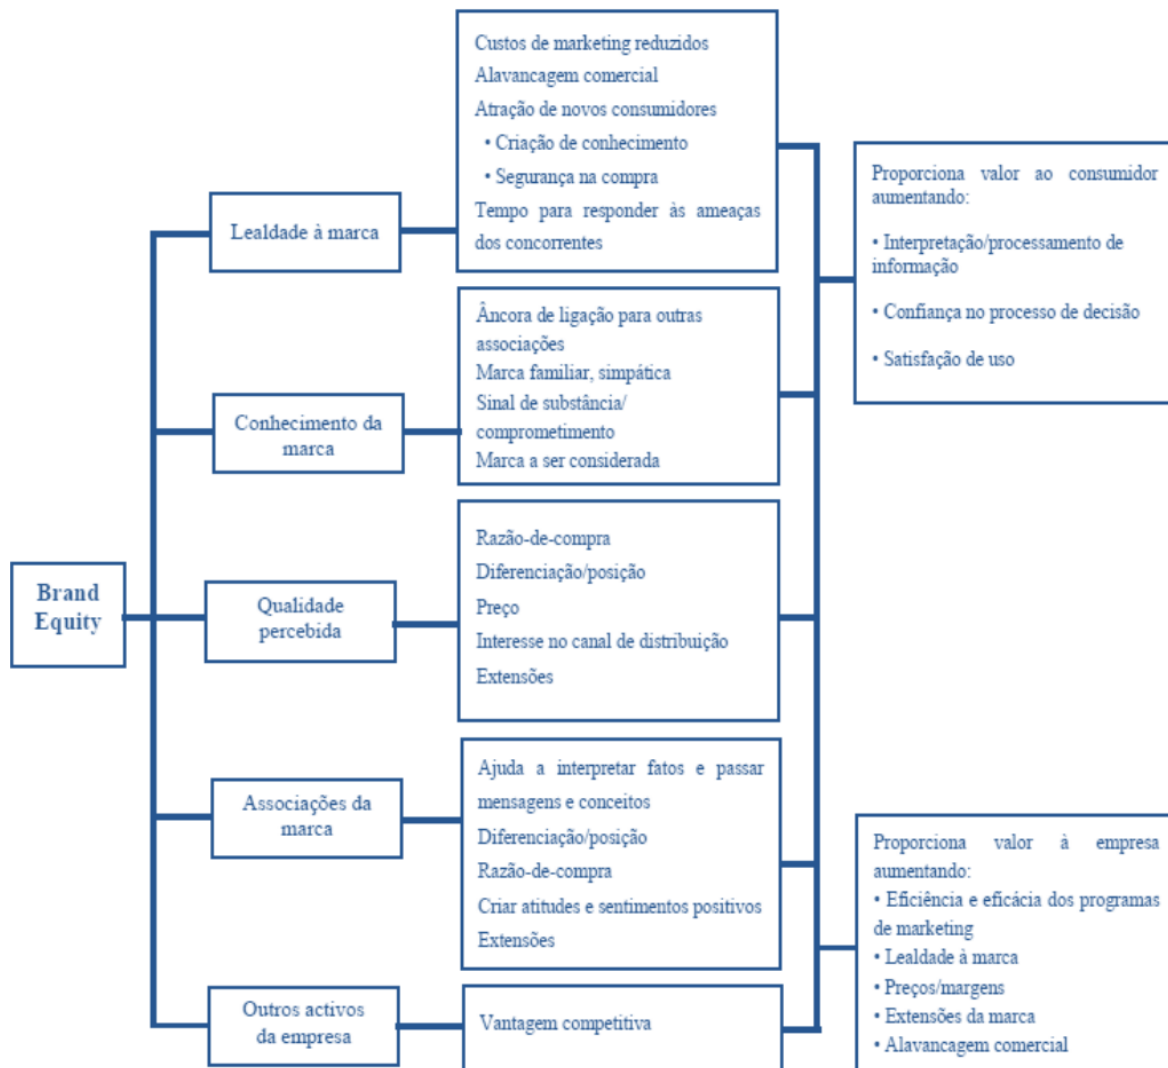 Brand
Equity
Lealdade à marca
Custos de marketing reduzidos
Alavancagem comercial
Atração de novos consumidores
• Criação de conhecimento
• Segurança na compra
Tempo para responder às ameaças
dos concorrentes
Conhecimento da
marca
Âncora de ligação para outras
associações
Marca familiar, simpática
Sinal de substância/
comprometimento
Marca a ser considerada
Qualidade
percebida
Razão-de-compra
Diferenciação/posição
Preço
Interesse no canal de distribuição
Extensões
Associações da
marca
Ajuda a interpretar fatos e passar
mensagens e conceitos
Diferenciação/posição
Razão-de-compra
Criar atitudes e sentimentos positivos
Extensões
Outros activos
da empresa
Vantagem competitiva
Proporciona valor ao consumidor
aumentando:
• Interpretação/processamento de
informação
• Confiança no processo de decisão
• Satisfação de uso
Proporciona valor à empresa
aumentando:
• Eficiência e eficácia dos programas
de marketing
• Lealdade à marca
• Preços/margens
• Extensões da marca
• Alavancagem comercial